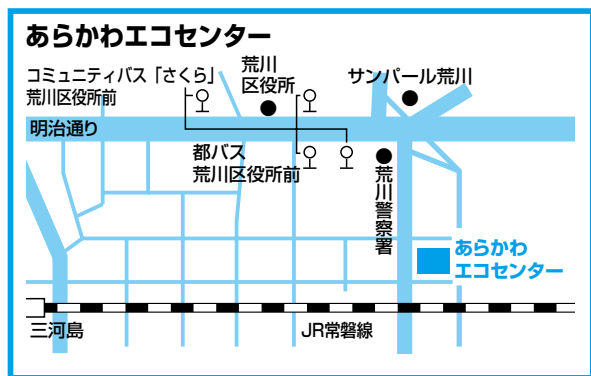 あらかわエコセンター
コミュニティバス「さくら」
荒川区役所前
荒川
区役所
サンパール荒川
明治通り
都バス
荒川区役所前
荒川警察署
あらかわ
エコセンター
三河島
JR常磐線